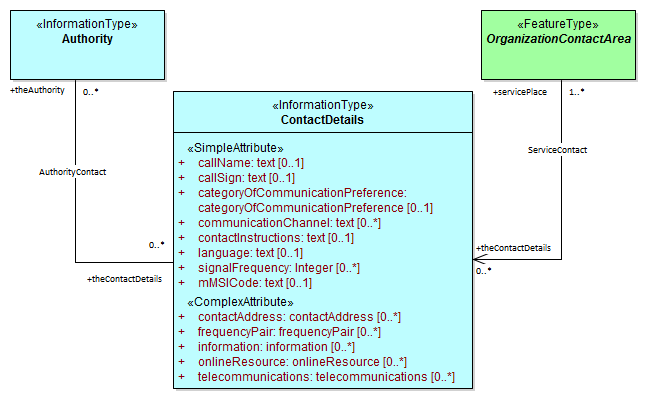 «InformationType»
Authority
«FeatureType»
OrganizationContactArea
+theAuthority
0..*
+servicePlace
1..*
«InformationType»
ContactDetails
«SimpleAttribute»
+ callName: text [0..1]
+ callSign: text [0..1]
+ categoryOfCommunicationPreference:
categoryOfCommunicationPreference [0..1]
+ communicationChannel: text [0..*]
+ contactInstructions: text [0..1]
+ language: text [0..1]
+ signalFrequency: Integer [0..*]
+ mMSICode: text [0..1]
«ComplexAttribute»
+ contactAddress: contactAddress [0..*]
+ frequencyPair: frequencyPair [0..*]
+ information: information [0..*]
+ onlineResource: onlineResource [0..*]
+ telecommunications: telecommunications [0..*]
AuthorityContact
0..*
+theContactDetails
ServiceContact
+theContactDetails
0..*